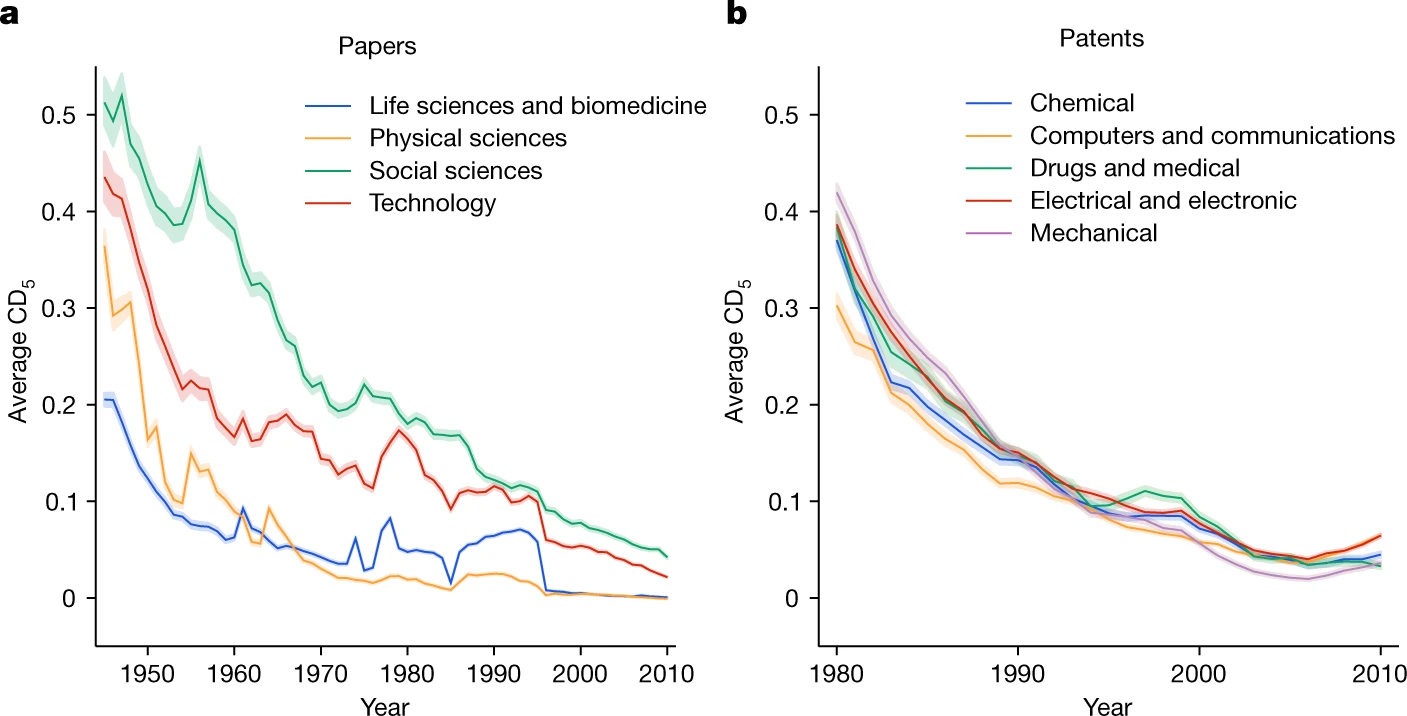 a
Papers
Life sciences and biomedicine
Physical sciences
Social sciences
Technology
Average CD5
0.5
0.4
0.3
0.2
0.1
0
1950 1960 1970 1980 1990 2000 2010
Year
b
Patents
Chemical
Computers and communications
Drugs and medical
Electrical and electronic
Mechanical
Average CD5
0.5
0.4
0.3
0.2
0.1
0
1980 1990 2000 2010
Year